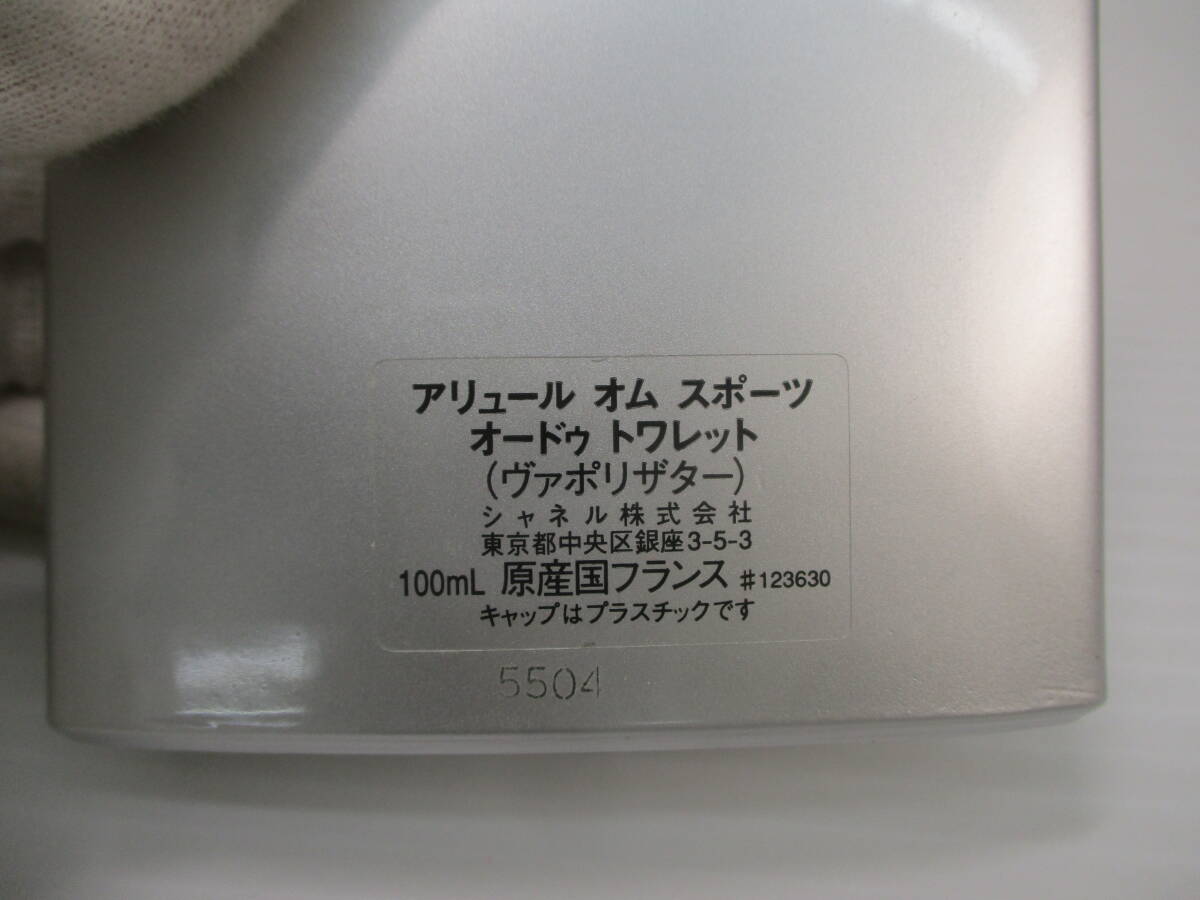 アリュール オム スポーツ
オードゥ トワレット
(ヴァポリザター)
シャネル株式会社
東京都中央区銀座3-5-3
100mL 原産国フランス #123630
キャップはプラスチックです
5504